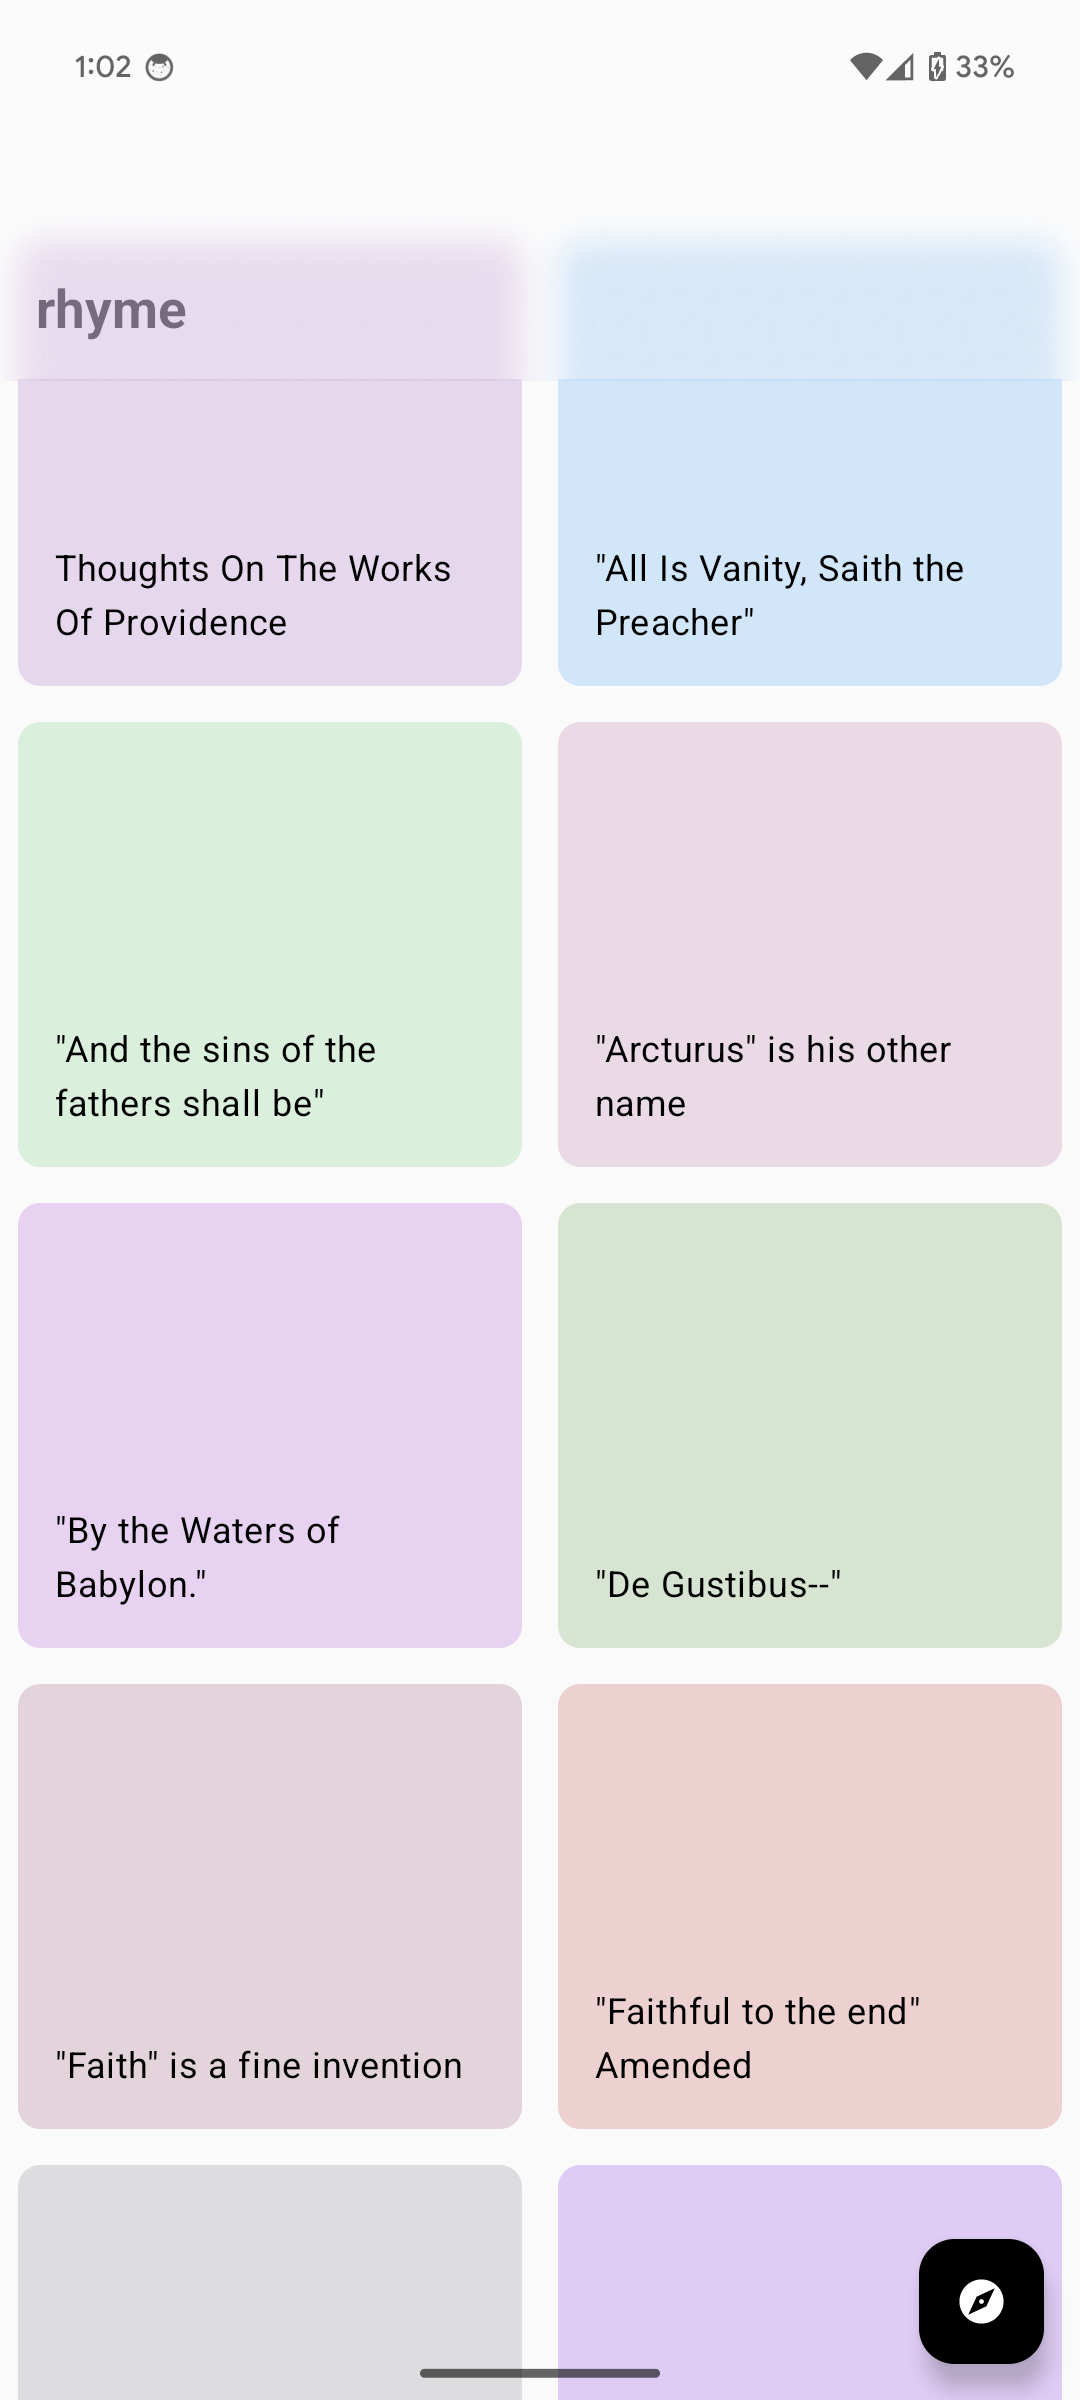 1:02
33%
rhyme
Thoughts On The Works
Of Providence
"All Is Vanity, Saith the
Preacher"
"And the sins of the
fathers shall be"
"Arcturus" is his other
name
"By the Waters of
Babylon."
"De Gustibus--"
"Faith" is a fine invention
"Faithful to the end"
Amended